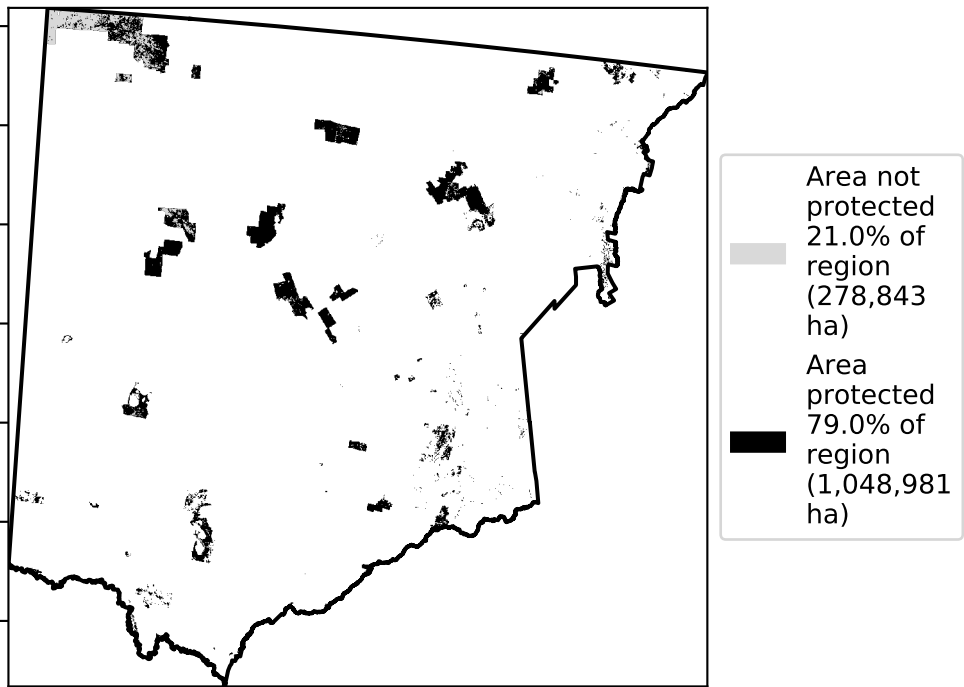 Area not
protected
21.0% of
region
(278,843
ha)
Area
protected
79.0% of
region
(1,048,981
ha)